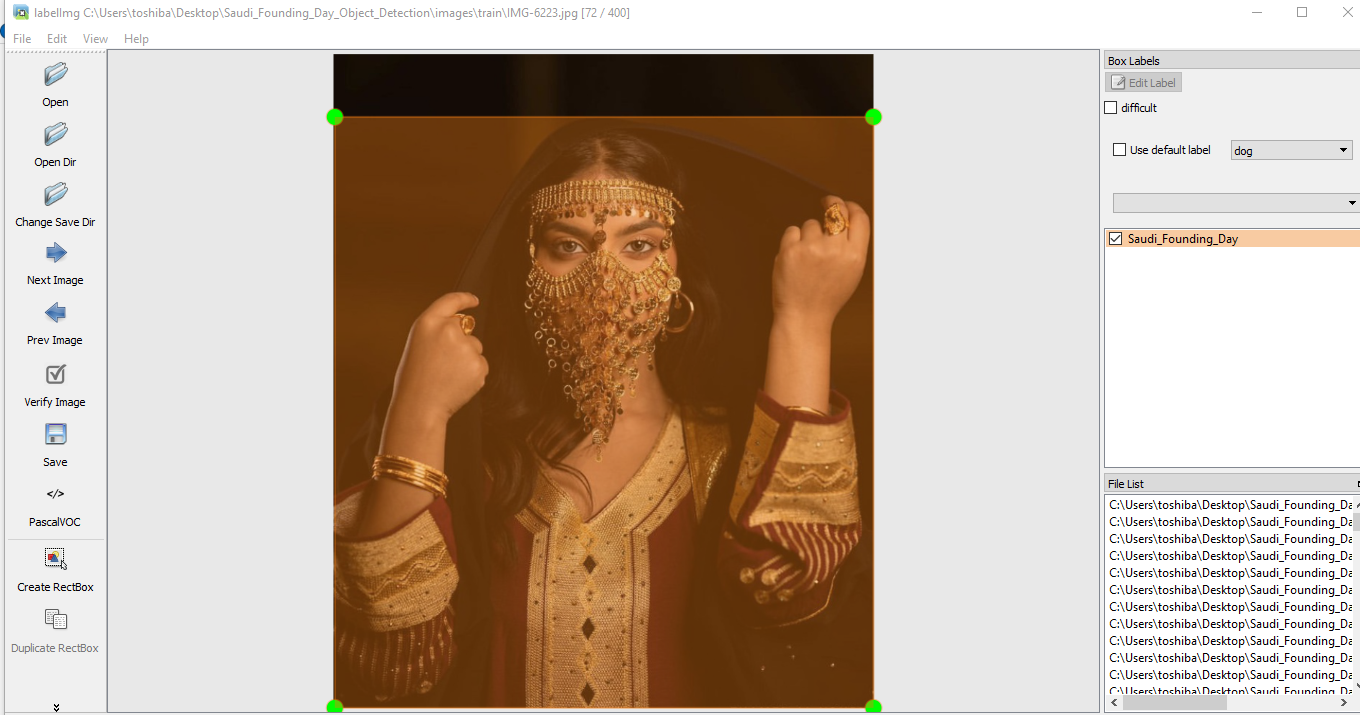 labelImg C:\Users\toshiba\Desktop\Saudi_Founding_Day_Object_Detection\images\train\IMG-6223.jpg [72 / 400]
File Edit View Help
Open
Open Dir
Change Save Dir
Next Image
Prev Image
Verify Image
Save
</>
PascalVOC
Create RectBox
Duplicate RectBox
Box Labels
Edit Label
difficult
Use default label dog
Saudi_Founding_Day
File List
C:\Users\toshiba\Desktop\Saudi_Founding_Da
C:\Users\toshiba\Desktop\Saudi_Founding_Da
C:\Users\toshiba\Desktop\Saudi_Founding_Da
C:\Users\toshiba\Desktop\Saudi_Founding_Da
C:\Users\toshiba\Desktop\Saudi_Founding_Da
C:\Users\toshiba\Desktop\Saudi_Founding_Da
C:\Users\toshiba\Desktop\Saudi_Founding_Da
C:\Users\toshiba\Desktop\Saudi_Founding_Da
C:\Users\toshiba\Desktop\Saudi_Founding_Da
C:\Users\toshiba\Desktop\Saudi_Founding_Da
C:\Users\toshiba\Desktop\Saudi_Founding_Da
C:\Users\toshiba\Desktop\Saudi_Founding_Da